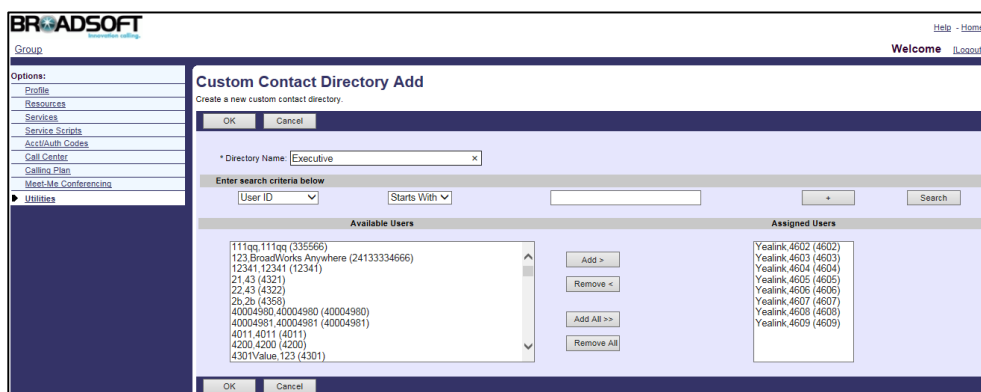 BROADSOFT
Innovation calling.
Help - Home
Group
Welcome [Logout
Options:
Profile
Resources
Services
Service Scripts
Acct/Auth Codes
Call Center
Calling Plan
Meet-Me Conferencing
Utilities
Custom Contact Directory Add
Create a new custom contact directory.
OK Cancel
* Directory Name: Executive ×
Enter search criteria below
User ID Starts With + Search
Available Users Assigned Users
111qq,111qq (335566)
123,BroadWorks Anywhere (24133334666)
12341,12341 (12341)
21,43 (4321)
22,43 (4322)
2b,2b (4358)
40004980,40004980 (40004980)
40004981,40004981 (40004981)
4011,4011 (4011)
4200,4200 (4200)
4301Value,123 (4301)
Add >
Remove <
Add All >>
Remove All
Yealink,4602 (4602)
Yealink,4603 (4603)
Yealink,4604 (4604)
Yealink,4605 (4605)
Yealink,4606 (4606)
Yealink,4607 (4607)
Yealink,4608 (4608)
Yealink,4609 (4609)
OK Cancel